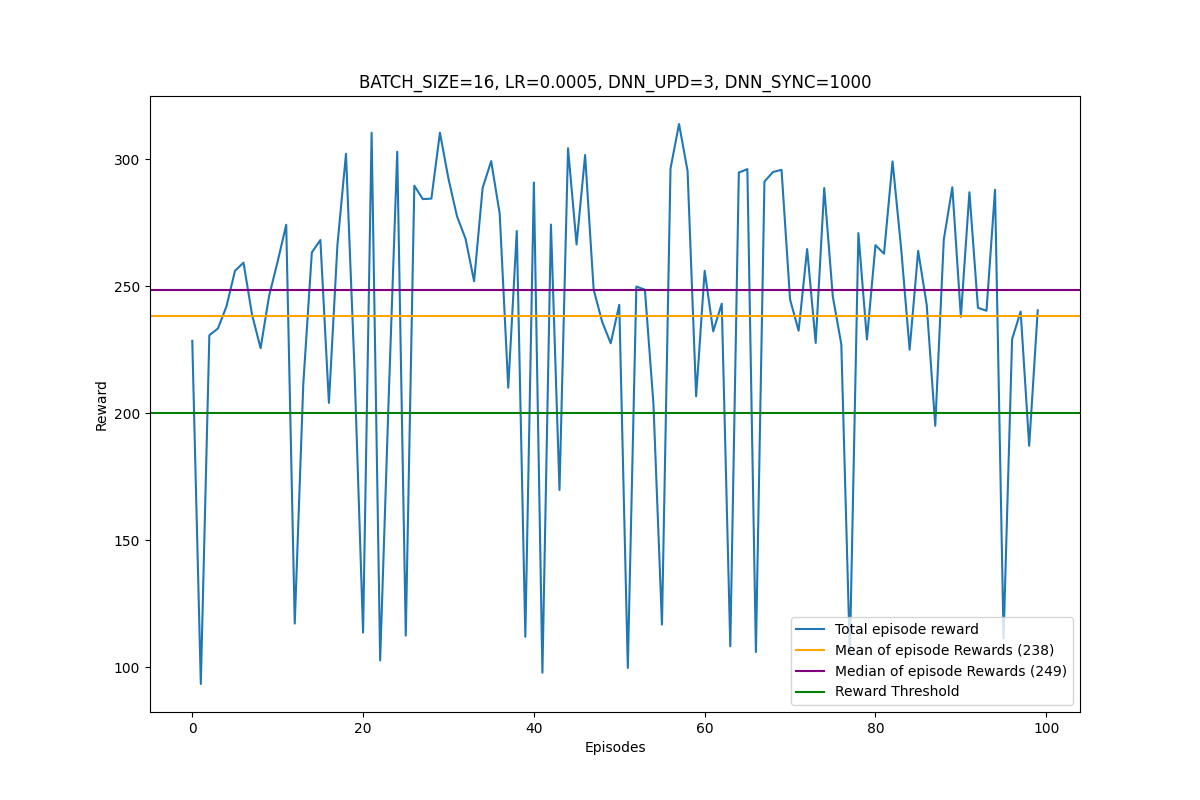 BATCH_SIZE=16, LR=0.0005, DNN_UPD=3, DNN_SYNC=1000
300
250
200
150
100
Reward
0 20 40 60 80 100
Episodes
Total episode reward
Mean of episode Rewards (238)
Median of episode Rewards (249)
Reward Threshold